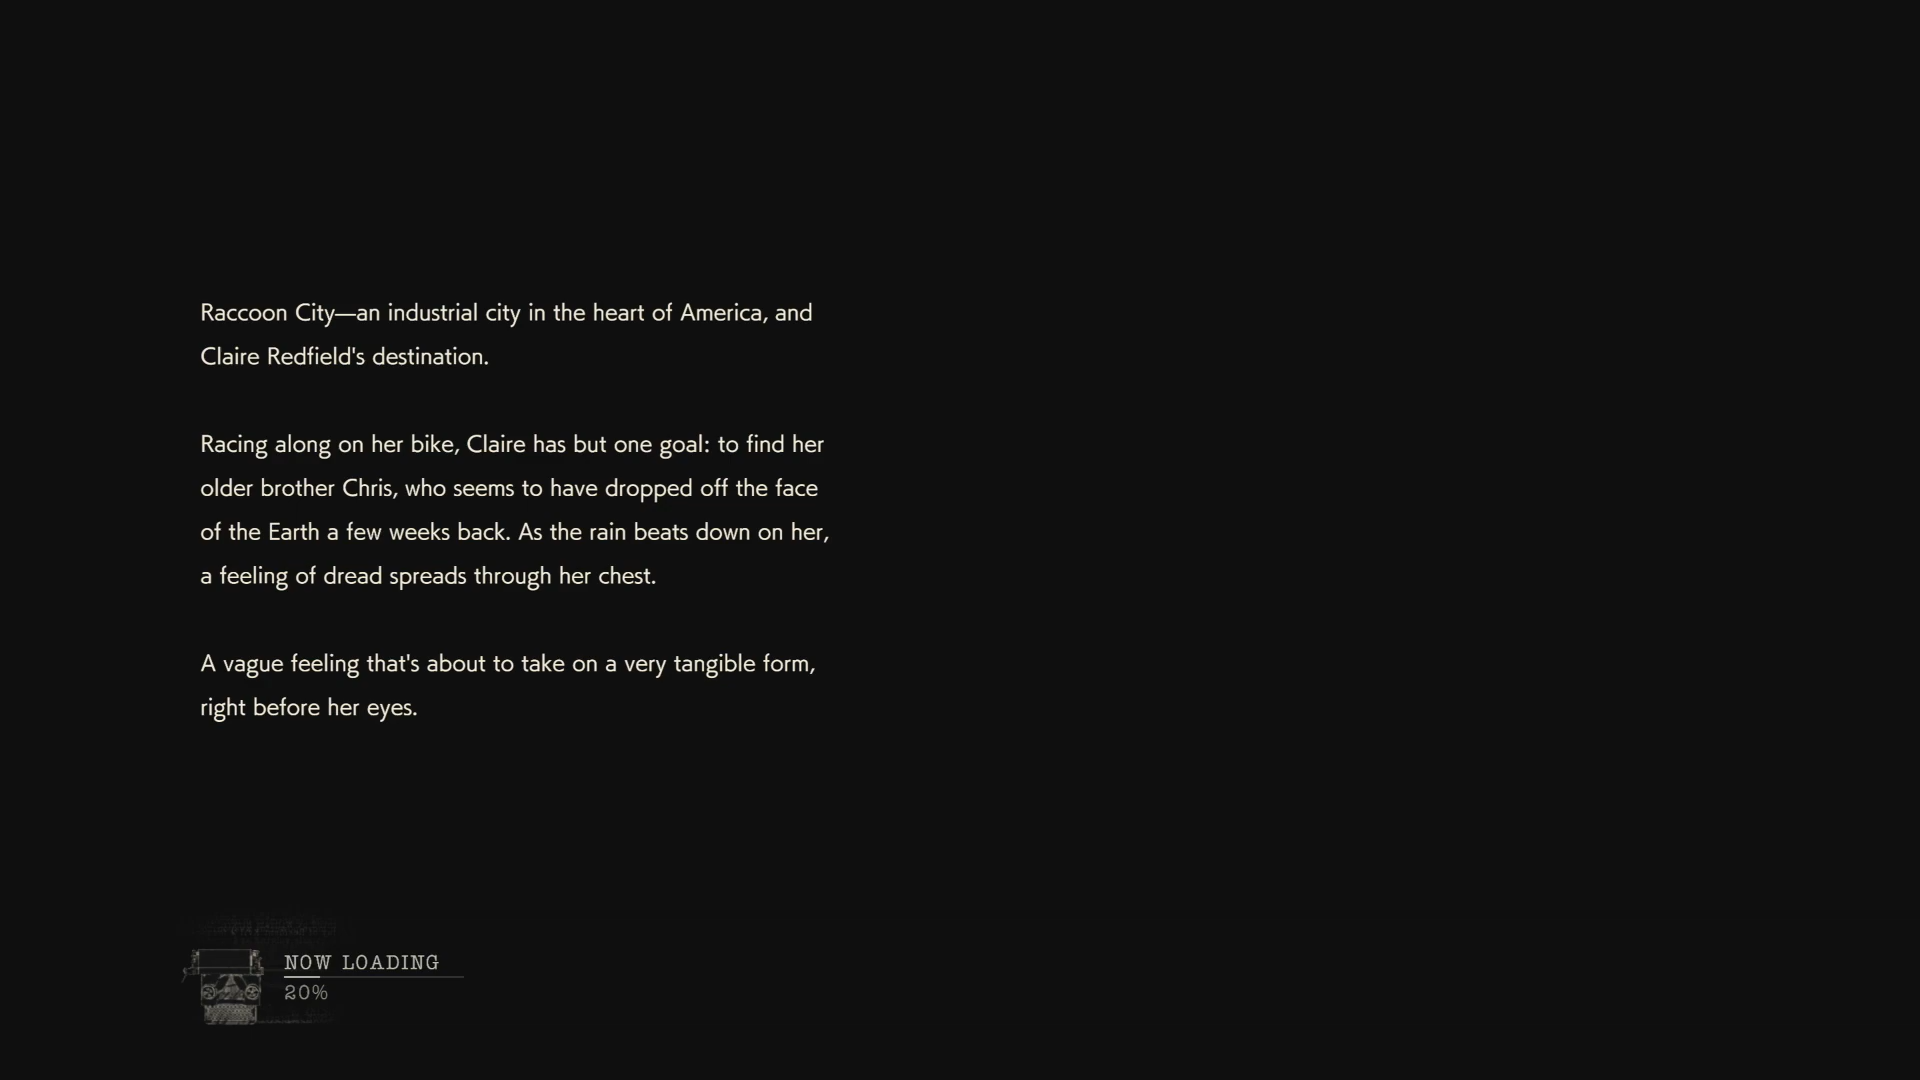 Raccoon City—an industrial city in the heart of America, and
Claire Redfield's destination.
Racing along on her bike, Claire has but one goal: to find her
older brother Chris, who seems to have dropped off the face
of the Earth a few weeks back. As the rain beats down on her,
a feeling of dread spreads through her chest.
A vague feeling that's about to take on a very tangible form,
right before her eyes.
NOW LOADING
20%